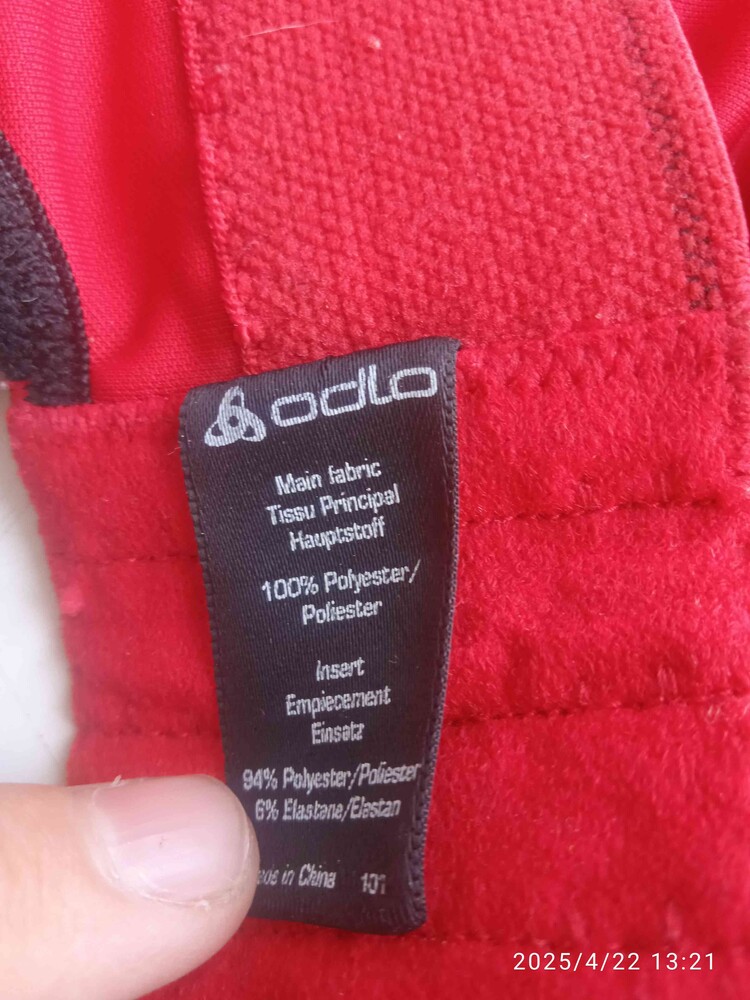 odlo
Main fabric
Tissu Principal
Hauptstoff
100% Polyester/
Poliester
Insert
Empiecement
Einsatz
94% Polyester/Poliester
6% Elastane/Elastan
in China 101
2025/4/22 13:21